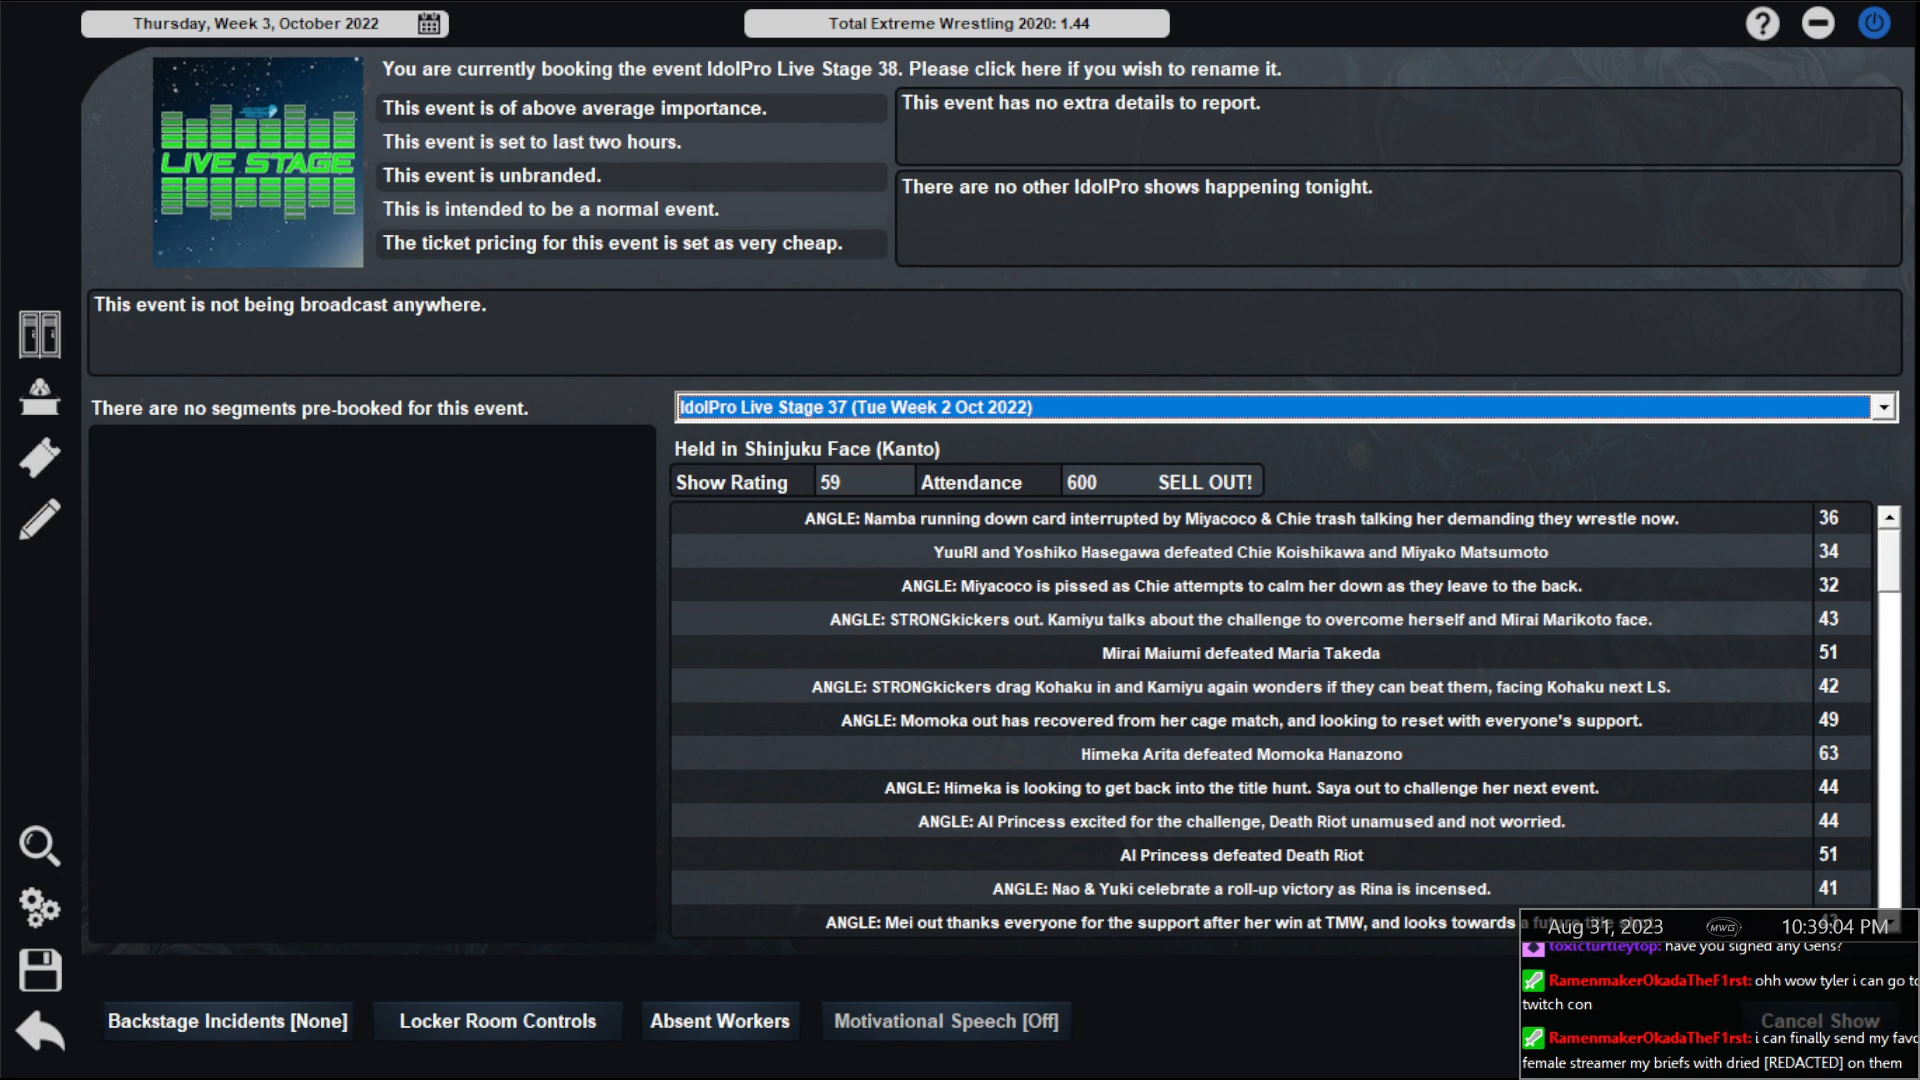 Thursday, Week 3, October 2022
Total Extreme Wrestling 2020: 1.44
You are currently booking the event IdolPro Live Stage 38. Please click here if you wish to rename it.
LIVE STAGE
This event is of above average importance.
This event is set to last two hours.
This event is unbranded.
This is intended to be a normal event.
The ticket pricing for this event is set as very cheap.
This event has no extra details to report.
There are no other IdolPro shows happening tonight.
This event is not being broadcast anywhere.
There are no segments pre-booked for this event.
IdolPro Live Stage 37 (Tue Week 2 Oct 2022)
Held in Shinjuku Face (Kanto)
Show Rating 59 Attendance 600 SELL OUT!
ANGLE: Namba running down card interrupted by Miyacoco & Chie trash talking her demanding they wrestle now. 36
YuuRI and Yoshiko Hasegawa defeated Chie Koishikawa and Miyako Matsumoto 34
ANGLE: Miyacoco is pissed as Chie attempts to calm her down as they leave to the back. 32
ANGLE: STRONGkickers out. Kamiyu talks about the challenge to overcome herself and Mirai Marikoto face. 43
Mirai Maiumi defeated Maria Takeda 51
ANGLE: STRONGkickers drag Kohaku in and Kamiyu again wonders if they can beat them, facing Kohaku next LS. 42
ANGLE: Momoka out has recovered from her cage match, and looking to reset with everyone's support. 49
Himeka Arita defeated Momoka Hanazono 63
ANGLE: Himeka is looking to get back into the title hunt. Saya out to challenge her next event. 44
ANGLE: AI Princess excited for the challenge, Death Riot unamused and not worried. 44
AI Princess defeated Death Riot 51
ANGLE: Nao & Yuki celebrate a roll-up victory as Rina is incensed. 41
ANGLE: Mei out thanks everyone for the support after her win at TMW, and looks towards a future title
Aug 31, 2023 MWG 10:39:04 PM
toxicturtleytop: have you signed any Gens?
RamenmakerOkadaTheF1rst: ohh wow tyler i can go to
twitch con
RamenmakerOkadaTheF1rst: i can finally send my favo
female streamer my briefs with dried [REDACTED] on them
Backstage Incidents [None]
Locker Room Controls
Absent Workers
Motivational Speech [Off]
Cancel Show